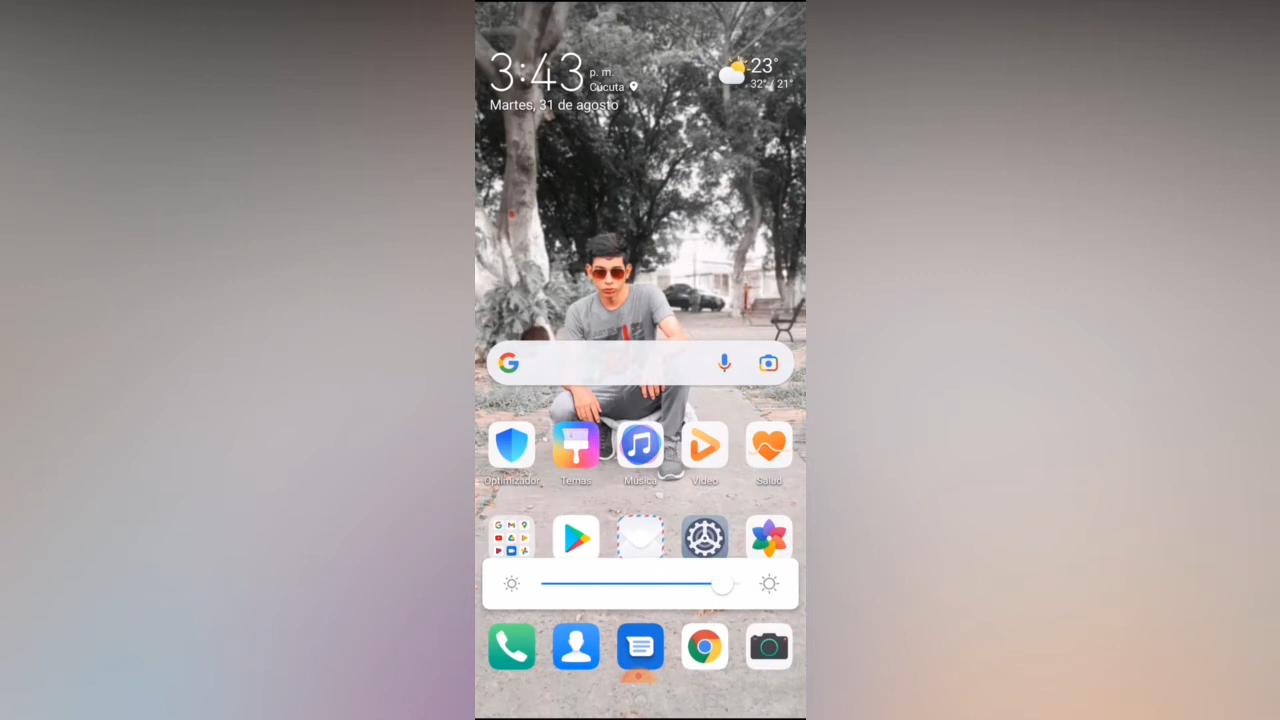 3:43 p. m.
Cúcuta
Martes, 31 de agosto
23°
32° / 21°
Optimizador
Temas
Música
Video
Salud